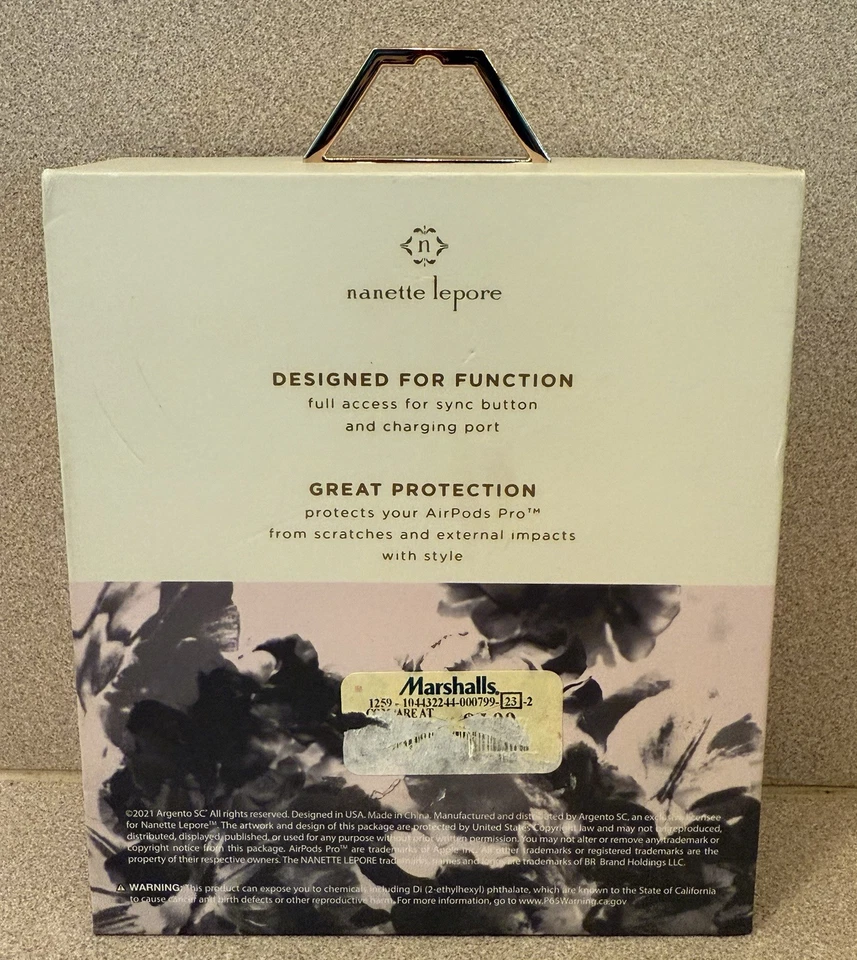 n
nanette lepore
DESIGNED FOR FUNCTION
full access for sync button
and charging port
GREAT PROTECTION
protects your AirPods Pro™
from scratches and external impacts
with style
Marshalls.
1259 - 104432244-000799- 23 -2
AT
©2021 Argento SC® All rights reserved. Designed in USA. Made in China. Manufactured and distributed by Argento SC, an exclusive licensee
for Nanette Lepore™. The artwork and design of this package are protected by United States Copyright law and may not be reproduced,
distributed, displayed, published, or used for any purpose without prior written permission. You may not alter or remove any trademark or
copyright notice from this package. AirPods Pro™ are trademarks of Apple Inc. All other trademarks or registered trademarks are the
property of their respective owners. The NANETTE LEPORE trademarks, names and logos are trademarks of BR Brand Holdings LLC.
⚠ WARNING: This product can expose you to chemicals including Di (2-ethylhexyl) phthalate, which are known to the State of California
to cause cancer and birth defects or other reproductive harm. For more information, go to www.P65Warning.ca.gov